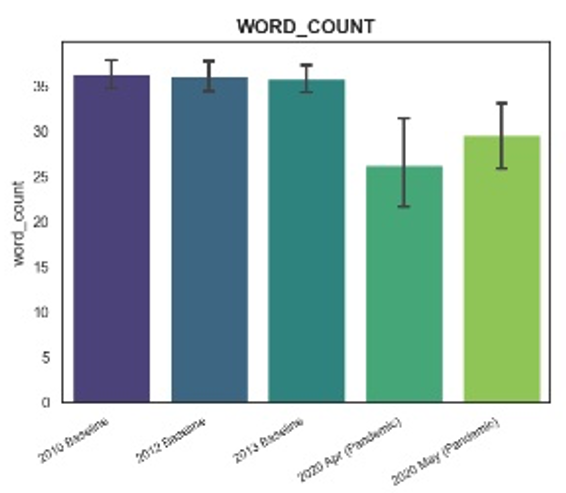 WORD_COUNT
word_count
35
30
25
20
15
10
5
0
2010 Baseline
2012 Baseline
2013 Baseline
2020 Apr (Pandemic)
2020 May (Pandemic)